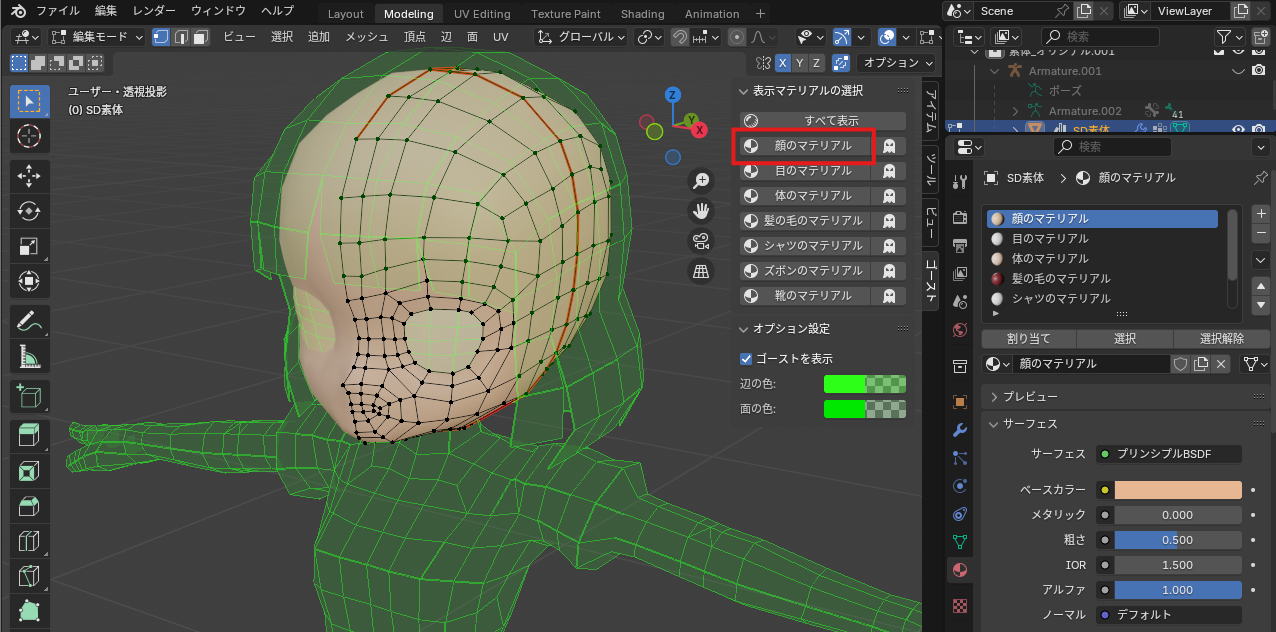 ファイル 編集 レンダー ウィンドウ ヘルプ Layout Modeling UV Editing Texture Paint Shading Animation + Scene ViewLayer
編集モード ビュー 選択 追加 メッシュ 頂点 辺 面 UV グローバル 検索
X Y Z オプション
素体_オリジナル.001
Armature.001
ポーズ
Armature.002 41
SD素体
ユーザー・透視投影
(0) SD素体
Z
Y
X
表示マテリアルの選択
すべて表示
顔のマテリアル
目のマテリアル
体のマテリアル
髪の毛のマテリアル
シャツのマテリアル
ズボンのマテリアル
靴のマテリアル
オプション設定
ゴーストを表示
辺の色:
面の色:
アイテム
ツール
ビュー
ゴースト
検索
SD素体 > 顔のマテリアル
顔のマテリアル
目のマテリアル
体のマテリアル
髪の毛のマテリアル
シャツのマテリアル
割り当て 選択 選択解除
顔のマテリアル
プレビュー
サーフェス
サーフェス プリンシプルBSDF
ベースカラー
メタリック 0.000
粗さ 0.500
IOR 1.500
アルファ 1.000
ノーマル デフォルト